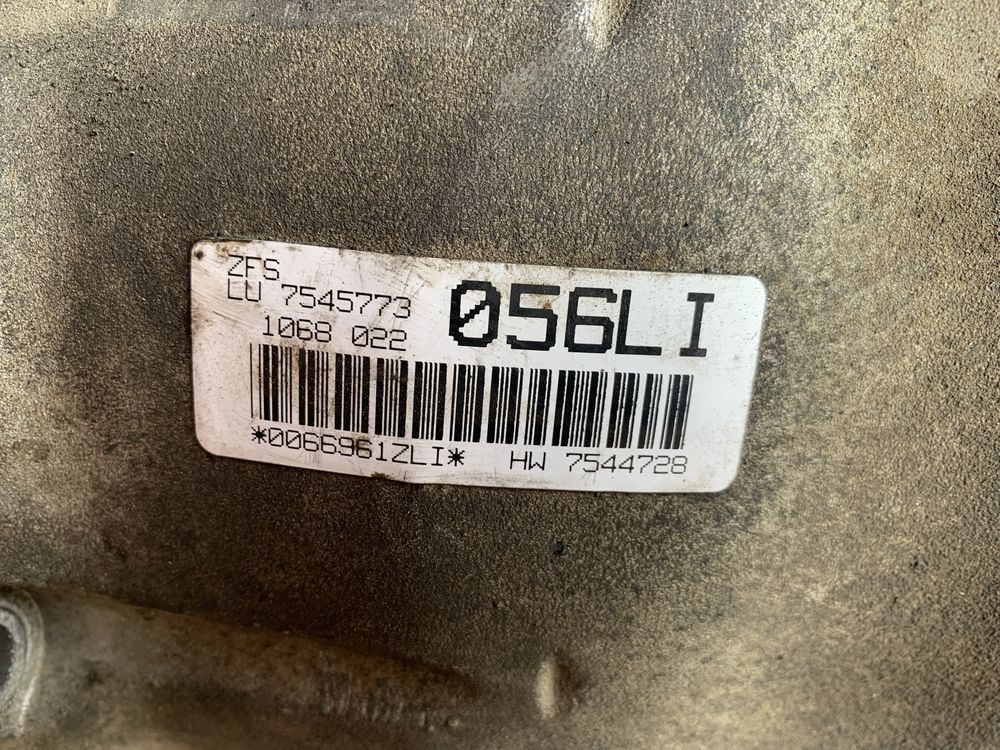 ZFS
LU 7545773
1068 022
056LI
*0066961ZLI*
HW 7544728